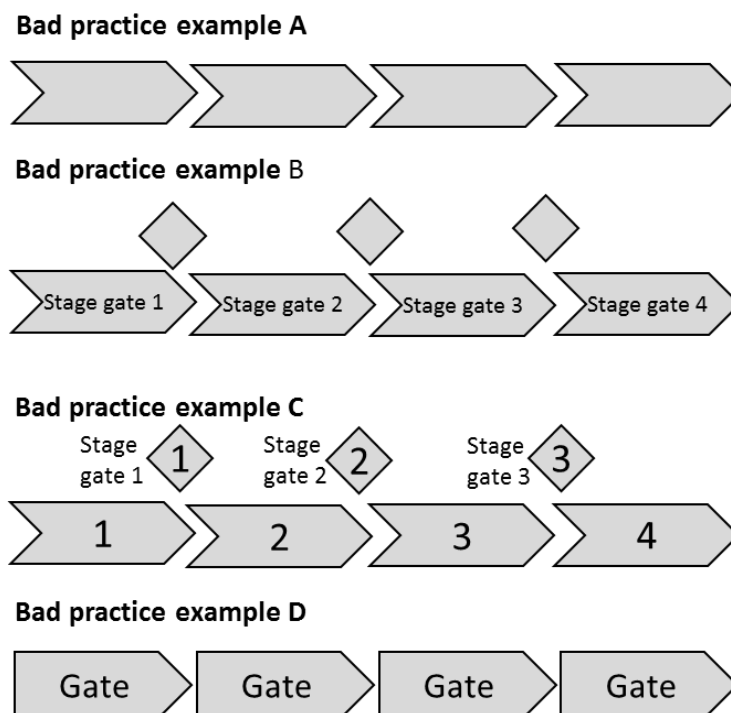 Bad practice example A
Bad practice example B
Stage gate 1
Stage gate 2
Stage gate 3
Stage gate 4
Bad practice example C
Stage
gate 1
1
Stage
gate 2
2
Stage
gate 3
3
1
2
3
4
Bad practice example D
Gate
Gate
Gate
Gate